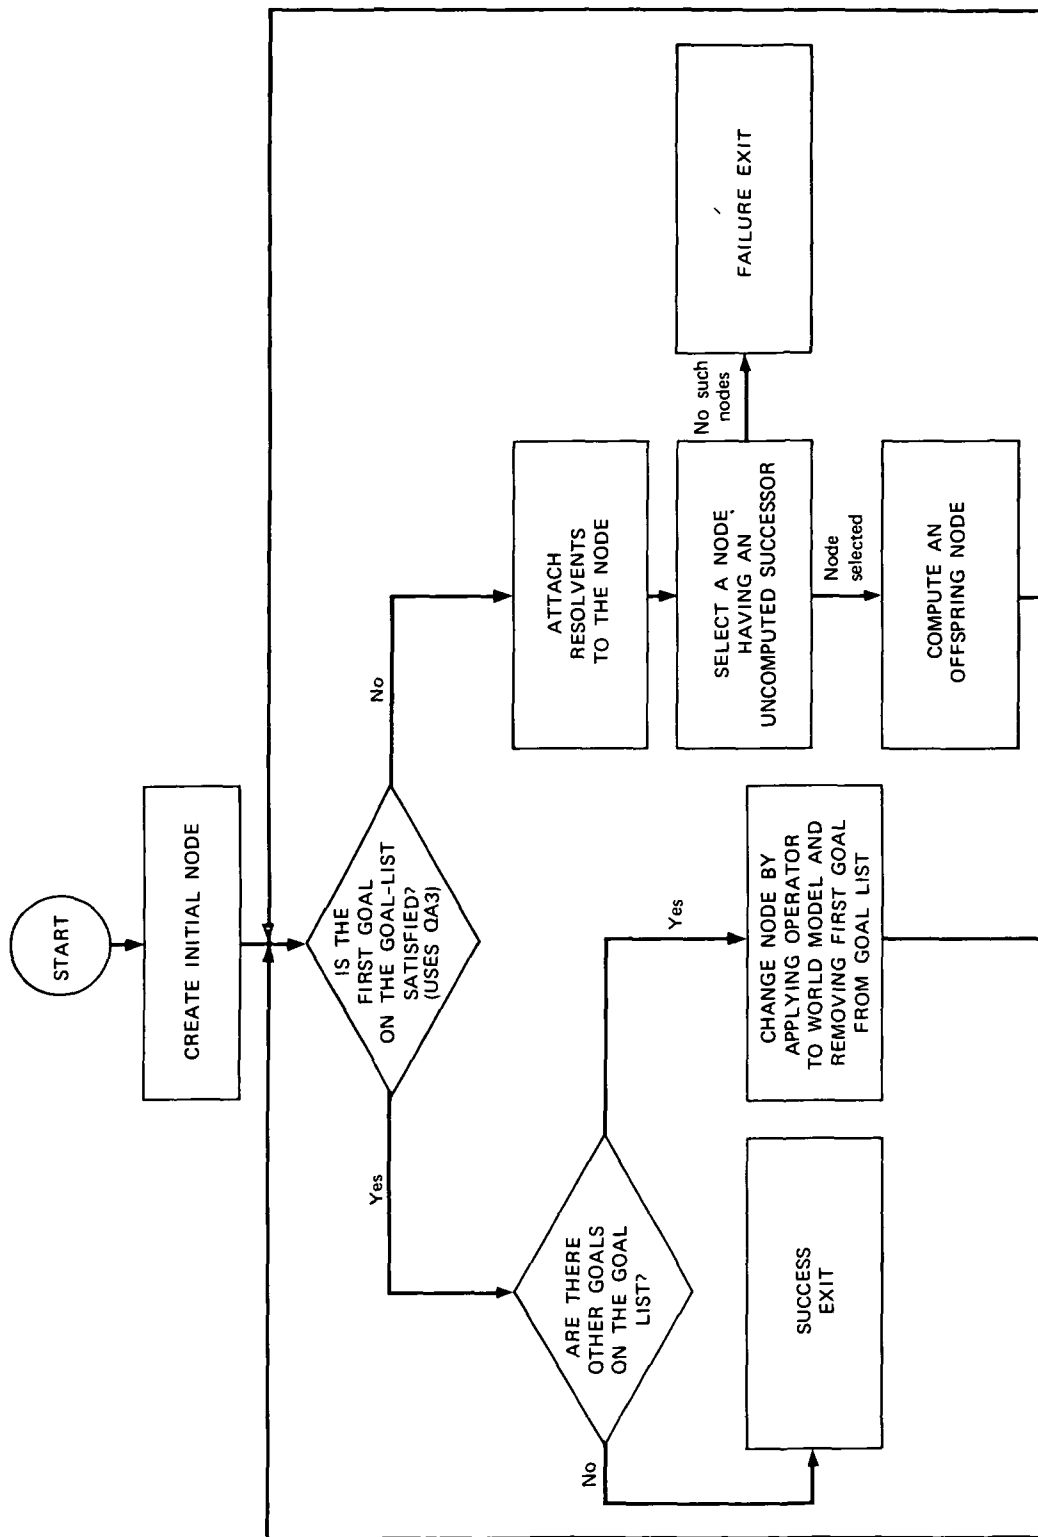 START
CREATE INITIAL NODE
IS THE
FIRST GOAL
ON THE GOAL-LIST
SATISFIED?
(USES QA3)
Yes
No
ARE THERE
OTHER GOALS
ON THE GOAL
LIST?
No
Yes
SUCCESS
EXIT
CHANGE NODE BY
APPLYING OPERATOR
TO WORLD MODEL AND
REMOVING FIRST GOAL
FROM GOAL LIST
ATTACH
RESOLVENTS
TO THE NODE
SELECT A NODE
HAVING AN
UNCOMPUTED SUCCESSOR
No such
nodes
FAILURE EXIT
Node
selected
COMPUTE AN
OFFSPRING NODE